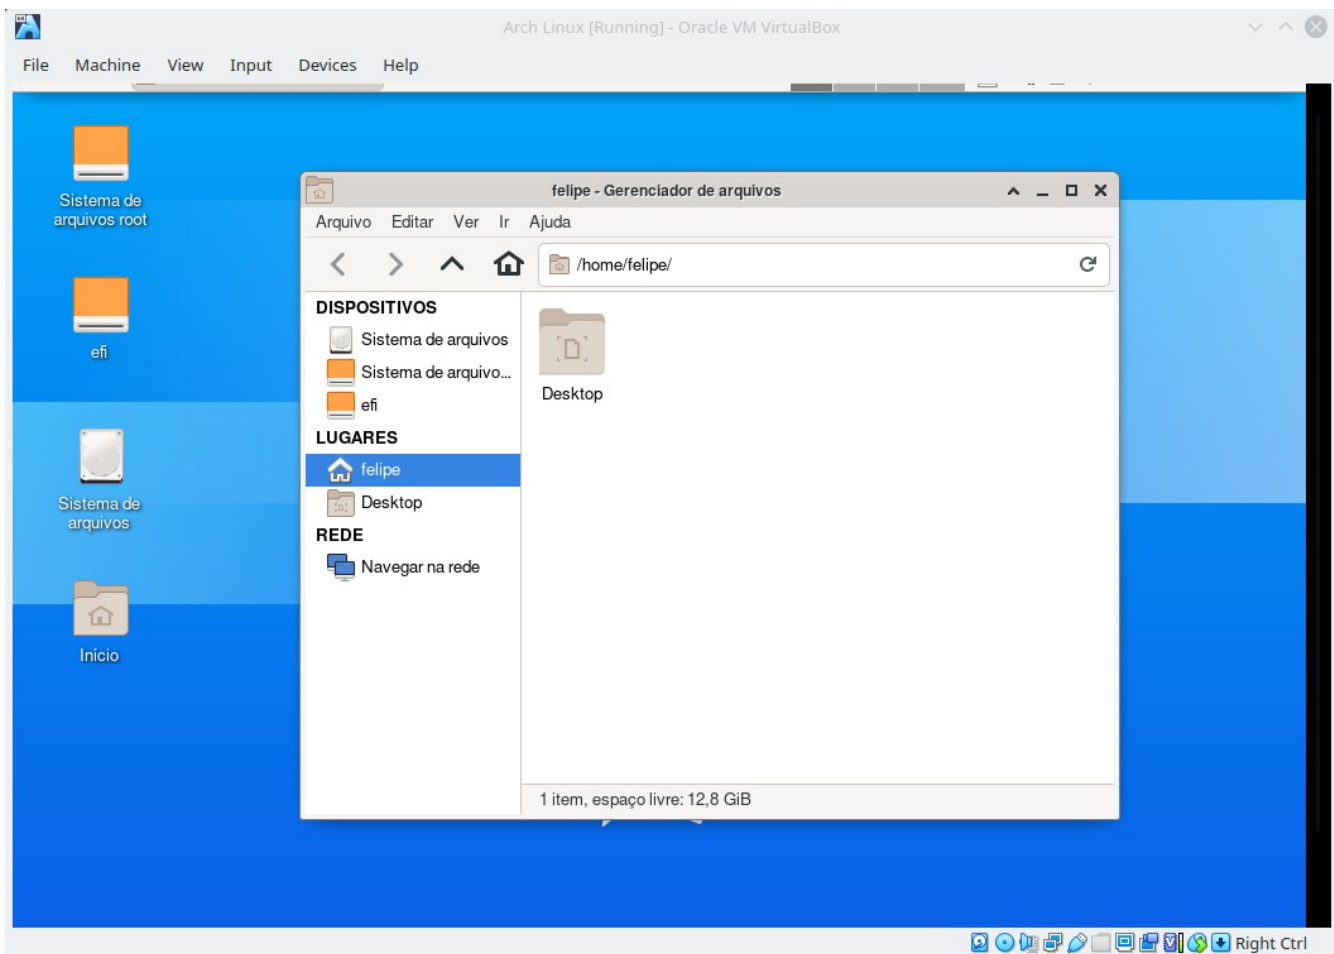 Arch Linux [Running] - Oracle VM VirtualBox
File Machine View Input Devices Help
Sistema de
arquivos root
efi
Sistema de
arquivos
Início
felipe - Gerenciador de arquivos
Arquivo Editar Ver Ir Ajuda
/home/felipe/
DISPOSITIVOS
Sistema de arquivos
Sistema de arquivo...
efi
LUGARES
felipe
Desktop
REDE
Navegar na rede
Desktop
1 item, espaço livre: 12,8 GiB
Right Ctrl